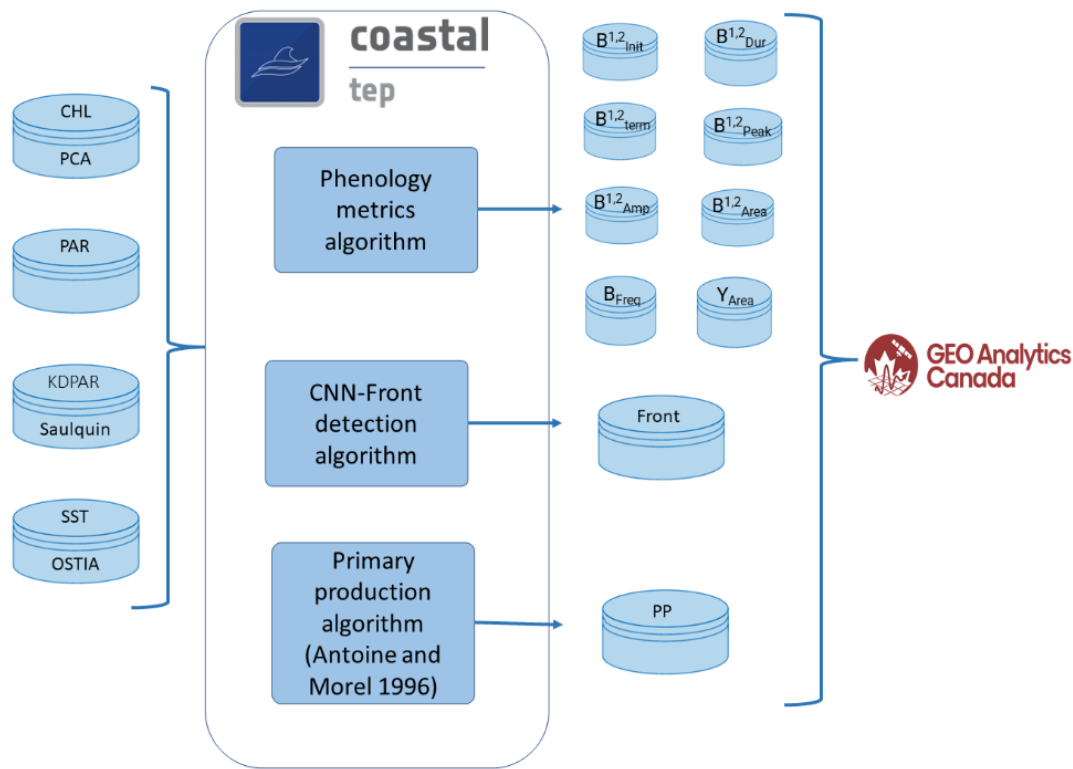 coastal
tep
CHL
PCA
PAR
KDPAR
Saulquin
SST
OSTIA
Phenology
metrics
algorithm
CNN-Front
detection
algorithm
Primary
production
algorithm
(Antoine and
Morel 1996)
B1,2Init
B1,2Dur
B1,2term
B1,2Peak
B1,2Amp
B1,2Area
BFreq
YArea
Front
PP
GEO Analytics
Canada